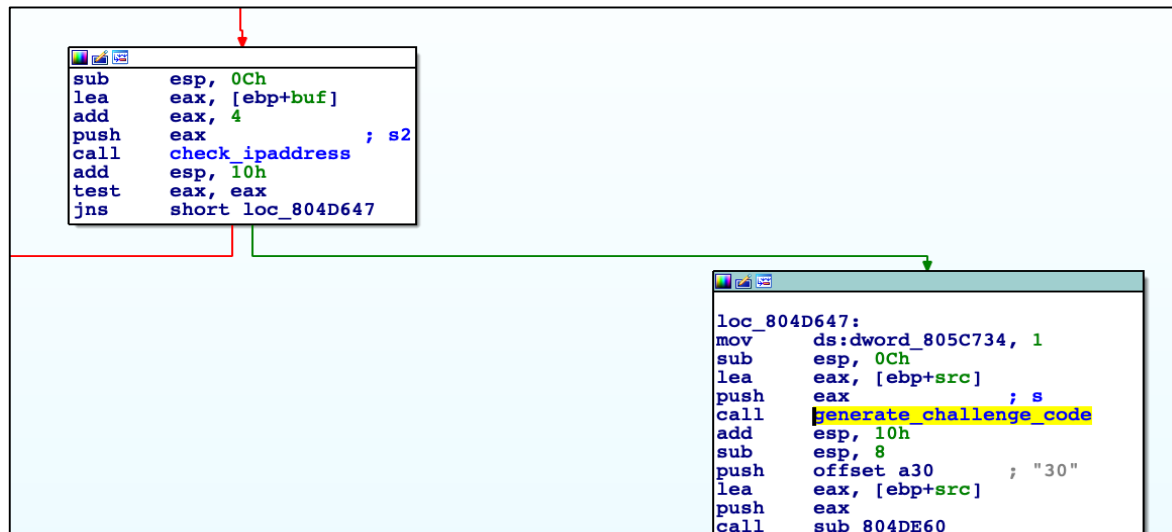 sub esp, 0Ch
lea eax, [ebp+buf]
add eax, 4
push eax ; s2
call check_ipaddress
add esp, 10h
test eax, eax
jns short loc_804D647
loc_804D647:
mov ds:dword_805C734, 1
sub esp, 0Ch
lea eax, [ebp+src]
push eax ; s
call generate_challenge_code
add esp, 10h
sub esp, 8
push offset a30 ; "30"
lea eax, [ebp+src]
push eax
call sub_804DE60